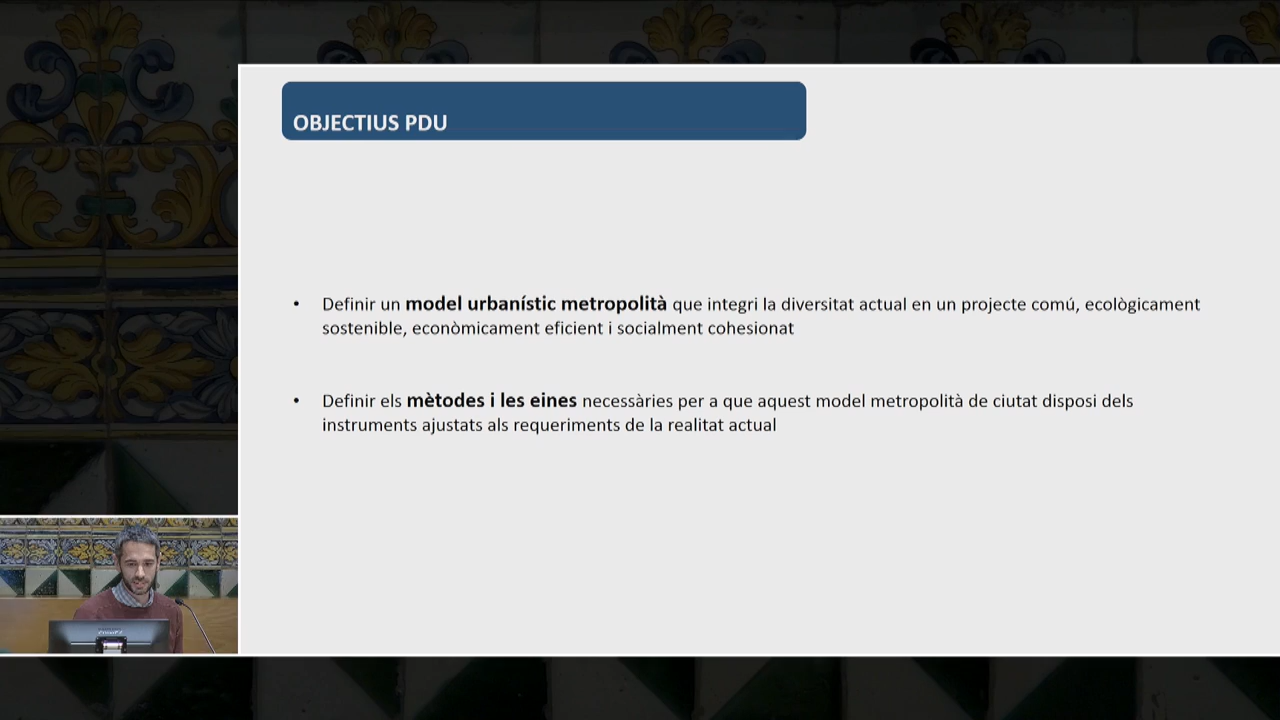 OBJECTIUS PDU
• Definir un model urbanístic metropolità que integri la diversitat actual en un projecte comú, ecològicament
sostenible, econòmicament eficient i socialment cohesionat
• Definir els mètodes i les eines necessàries per a que aquest model metropolità de ciutat disposi dels
instruments ajustats als requeriments de la realitat actual